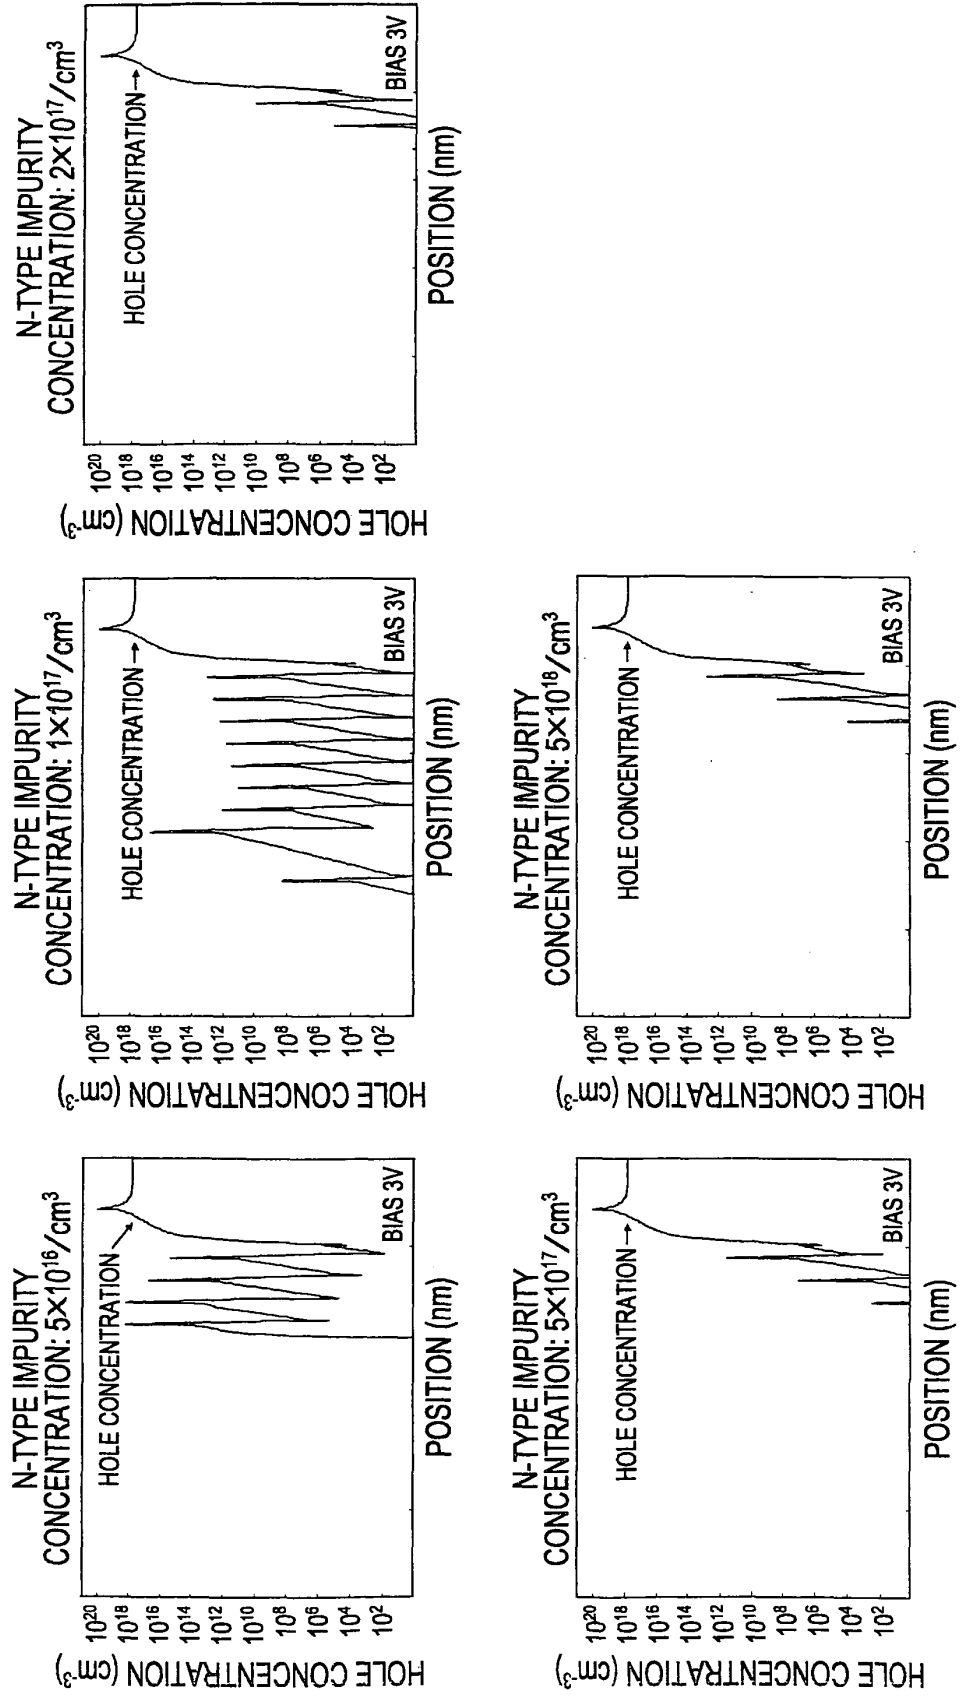 N-TYPE IMPURITY
CONCENTRATION: 5×10¹⁶/cm³
HOLE CONCENTRATION (cm⁻³)
10²⁰
10¹⁸
10¹⁶
10¹⁴
10¹²
10¹⁰
10⁸
10⁶
10⁴
10²
HOLE CONCENTRATION
BIAS 3V
POSITION (nm)
N-TYPE IMPURITY
CONCENTRATION: 1×10¹⁷/cm³
HOLE CONCENTRATION (cm⁻³)
10²⁰
10¹⁸
10¹⁶
10¹⁴
10¹²
10¹⁰
10⁸
10⁶
10⁴
10²
HOLE CONCENTRATION
BIAS 3V
POSITION (nm)
N-TYPE IMPURITY
CONCENTRATION: 2×10¹⁷/cm³
HOLE CONCENTRATION (cm⁻³)
10²⁰
10¹⁸
10¹⁶
10¹⁴
10¹²
10¹⁰
10⁸
10⁶
10⁴
10²
HOLE CONCENTRATION
BIAS 3V
POSITION (nm)
N-TYPE IMPURITY
CONCENTRATION: 5×10¹⁷/cm³
HOLE CONCENTRATION (cm⁻³)
10²⁰
10¹⁸
10¹⁶
10¹⁴
10¹²
10¹⁰
10⁸
10⁶
10⁴
10²
HOLE CONCENTRATION
BIAS 3V
POSITION (nm)
N-TYPE IMPURITY
CONCENTRATION: 5×10¹⁸/cm³
HOLE CONCENTRATION (cm⁻³)
10²⁰
10¹⁸
10¹⁶
10¹⁴
10¹²
10¹⁰
10⁸
10⁶
10⁴
10²
HOLE CONCENTRATION
BIAS 3V
POSITION (nm)